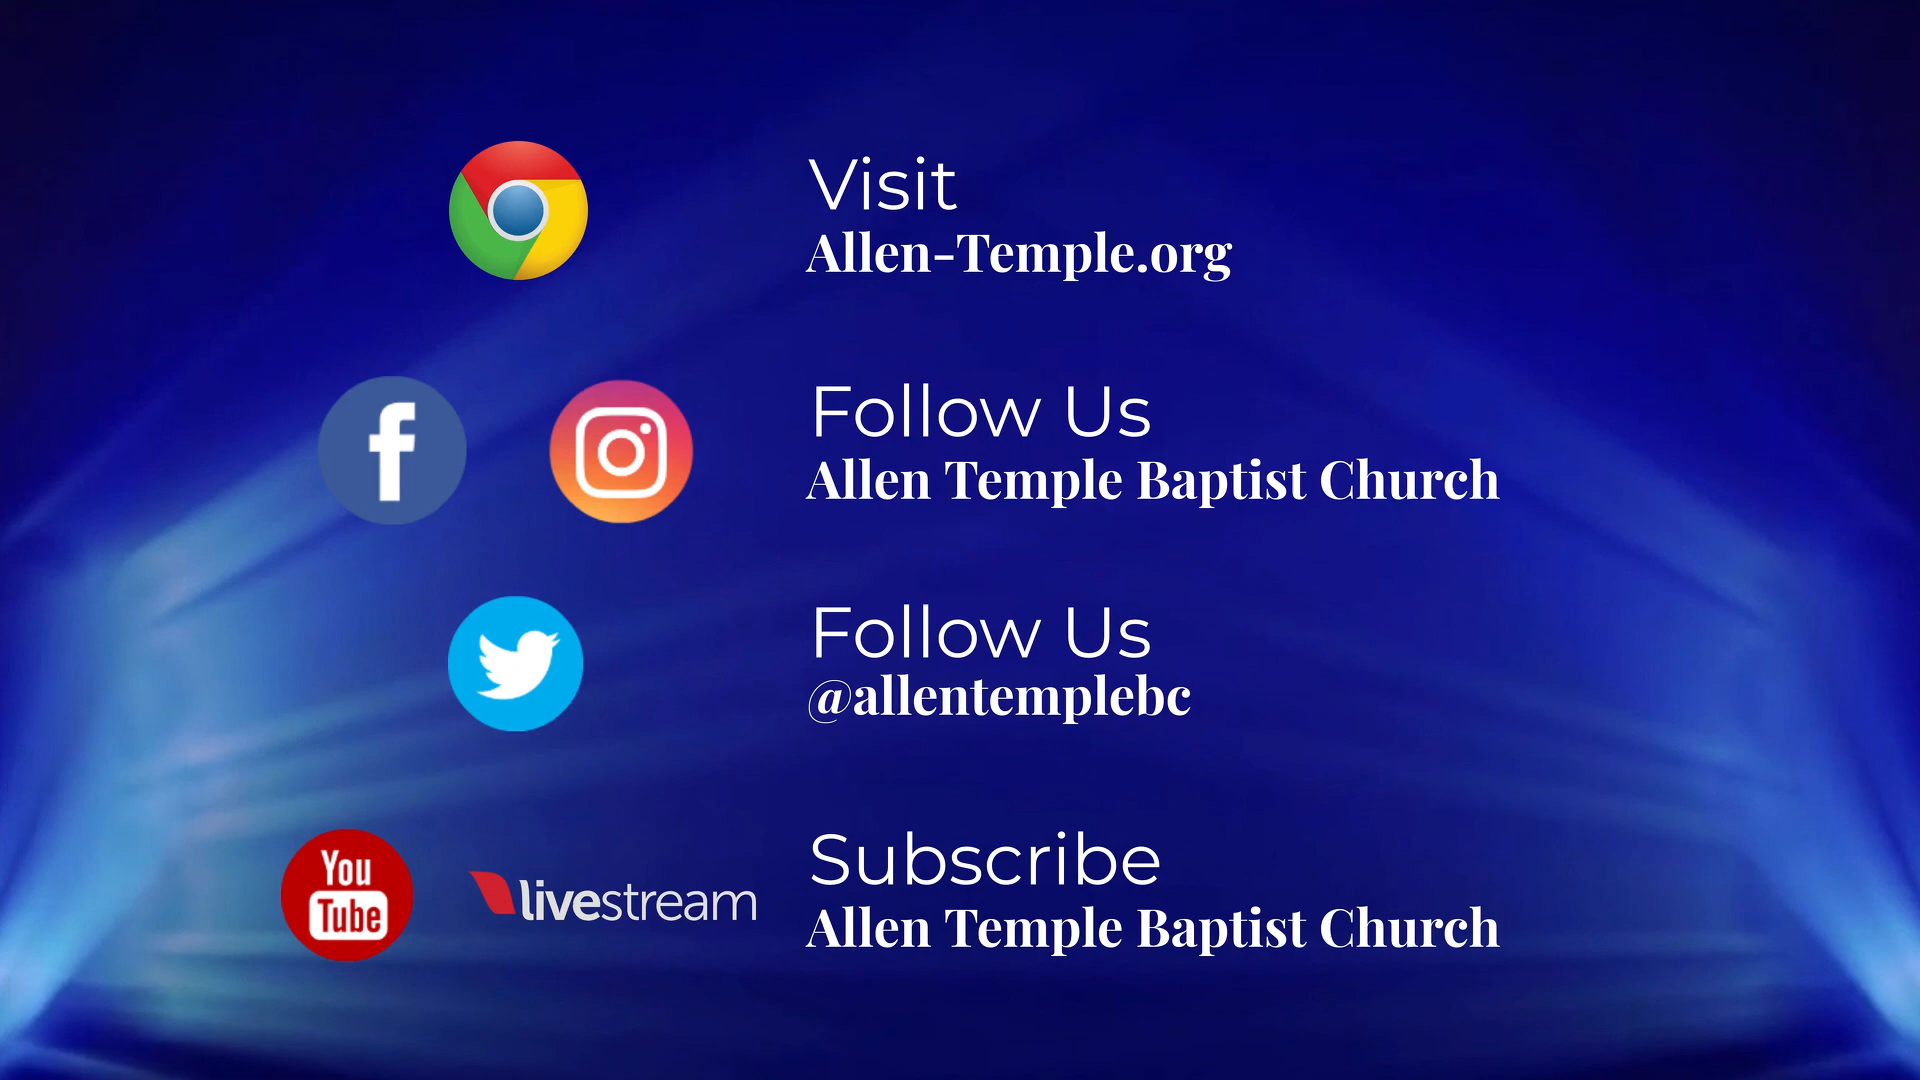 Visit
Allen-Temple.org
f
Follow Us
Allen Temple Baptist Church
Follow Us
@allentemplebc
You
Tube
livestream
Subscribe
Allen Temple Baptist Church